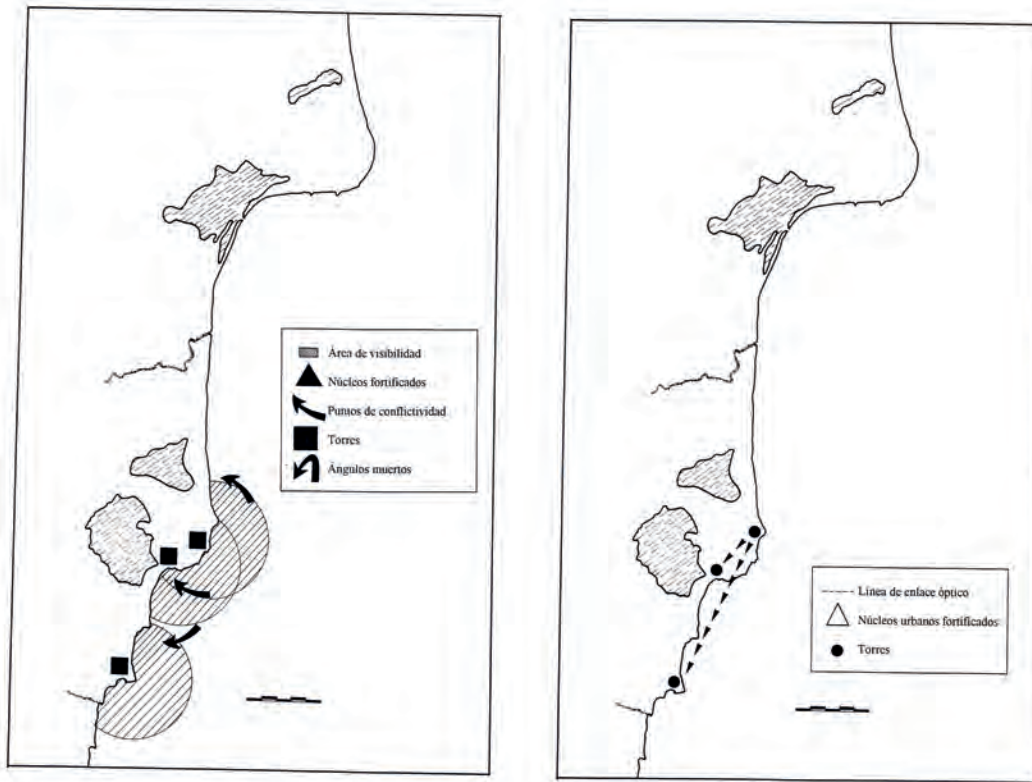 Área de visibilidad
Núcleos fortificados
Puntos de conflictividad
Torres
Ángulos muertos
Línea de enlace óptico
Núcleos urbanos fortificados
Torres